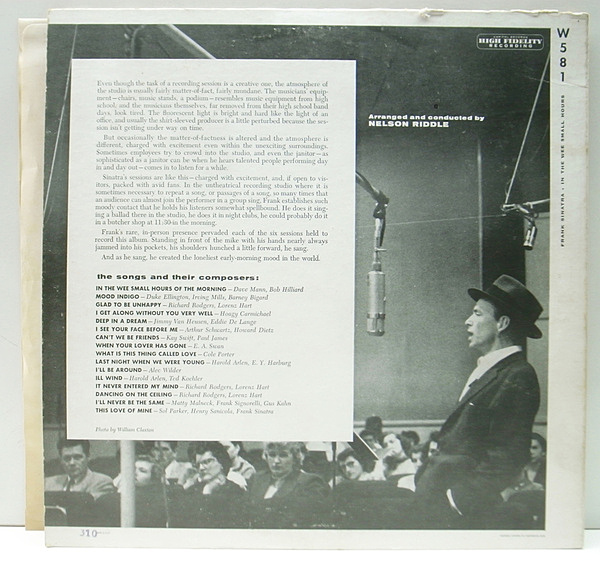 HIGH FIDELITY
RECORDING
W 581
FRANK SINATRA • IN THE WEE SMALL HOURS
Arranged and conducted by
NELSON RIDDLE
Even though the task of a recording session is a creative one, the atmosphere of
the studio is usually fairly matter-of-fact, fairly mundane. The musicians' equip-
ment—chairs, music stands, a podium—resembles music equipment from high
school, and the musicians themselves, far removed from their high school band
days, look tired. The fluorescent light is bright and hard like the light of an
office, and usually the shirt-sleeved producer is a little perturbed because the ses-
sion isn't getting under way on time.
But occasionally the matter-of-factness is altered and the atmosphere is
different, charged with excitement within the unexciting surroundings.
Sometimes employees try to crowd into the studio, and even the janitor—as
sophisticated as a janitor can be when he hears talented people performing day
in and day out—comes in to listen for a while.
Sinatra's sessions are like this—charged with excitement, and, if open to vis-
itors, packed with avid fans. In the untheatrical recording studio where it is
sometimes necessary to repeat a song, or passages of a song, so many times that
an audience can almost join the performer in a group sing, Frank establishes such
moody contact that he holds his listeners somewhat spellbound. He does it sing-
ing a ballad there in the studio, he does it in night clubs, he could probably do it
in a butcher shop at 11:30 in the morning.
Frank's rare, in-person presence pervaded each of the six sessions held to
record this album. Standing in front of the mike with his hands nearly always
jammed into his pockets, his shoulders hunched a little forward, he sang.
And as he sang, he created the loneliest early-morning mood in the world.
the songs and their composers:
IN THE WEE SMALL HOURS OF THE MORNING—Dave Mann, Bob Hilliard
MOOD INDIGO—Duke Ellington, Irving Mills, Barney Bigard
GLAD TO BE UNHAPPY—Richard Rodgers, Lorenz Hart
I GET ALONG WITHOUT YOU VERY WELL—Hoagy Carmichael
DEEP IN A DREAM—Jimmy Van Heusen, Eddie De Lange
I SEE YOUR FACE BEFORE ME—Arthur Schwartz, Howard Dietz
CAN'T WE BE FRIENDS—Kay Swift, Paul James
WHEN YOUR LOVER HAS GONE—E. A. Swan
WHAT IS THIS THING CALLED LOVE—Cole Porter
LAST NIGHT WHEN WE WERE YOUNG—Harold Arlen, E. Y. Harburg
I'LL BE AROUND—Alec Wilder
ILL WIND—Harold Arlen, Ted Koehler
IT NEVER ENTERED MY MIND—Richard Rodgers, Lorenz Hart
DANCING ON THE CEILING—Richard Rodgers, Lorenz Hart
I'LL NEVER BE THE SAME—Matty Malneck, Frank Signorelli, Gus Kahn
THIS LOVE OF MINE—Sol Parker, Henry Sanicola, Frank Sinatra
Photo by William Claxton
310